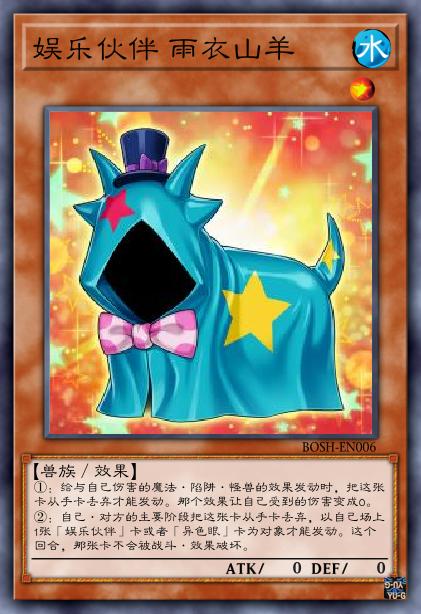 娱乐伙伴 雨衣山羊
水
BOSH-EN006
【兽族／效果】
①：给与自己伤害的魔法·陷阱·怪兽的效果发动时，把这张
卡从手卡丢弃才能发动。那个效果让自己受到的伤害变成0。
②：自己·对方的主要阶段把这张卡从手卡丢弃，以自己场上
1张「娱乐伙伴」卡或者「异色眼」卡为对象才能发动。这个
回合，那张卡不会被战斗·效果破坏。
ATK/ 0 DEF/ 0